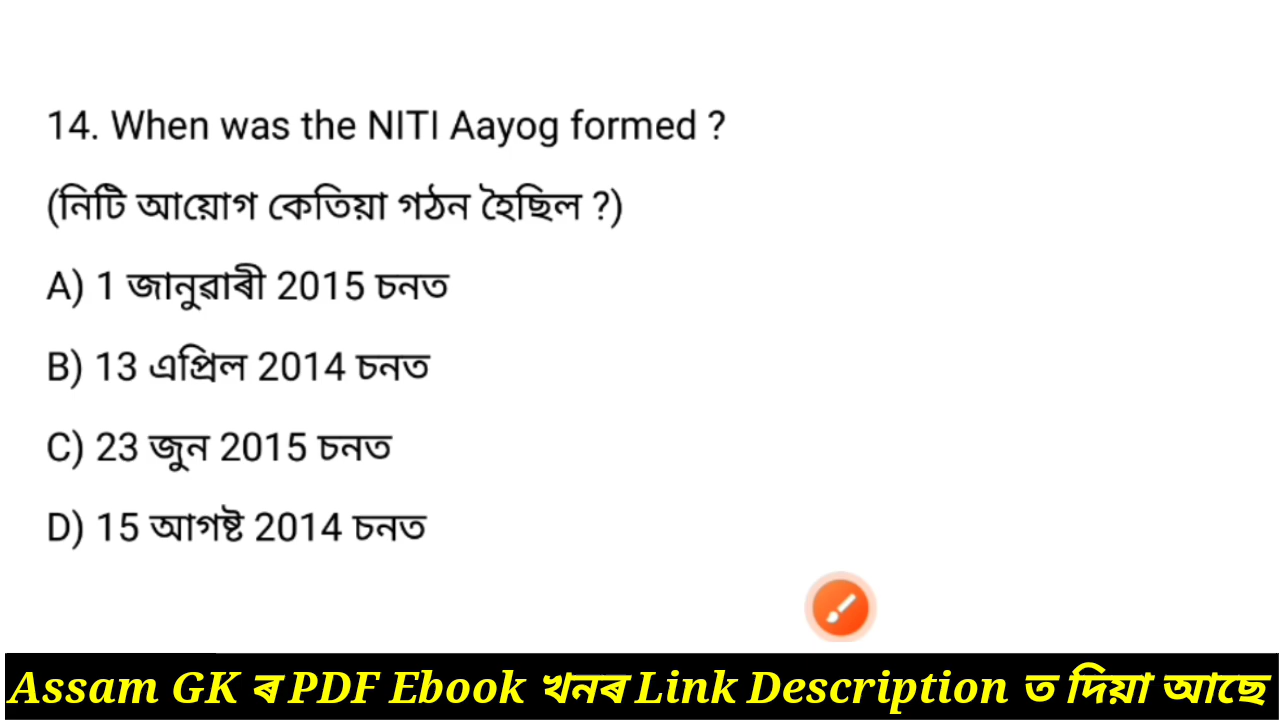 14. When was the NITI Aayog formed ?
(নিটি আয়োগ কেতিয়া গঠন হৈছিল ?)
A) 1 জানুৱাৰী 2015 চনত
B) 13 এপ্ৰিল 2014 চনত
C) 23 জুন 2015 চনত
D) 15 আগষ্ট 2014 চনত
Assam GK ৰ PDF Ebook খনৰ Link Description ত দিয়া আছে